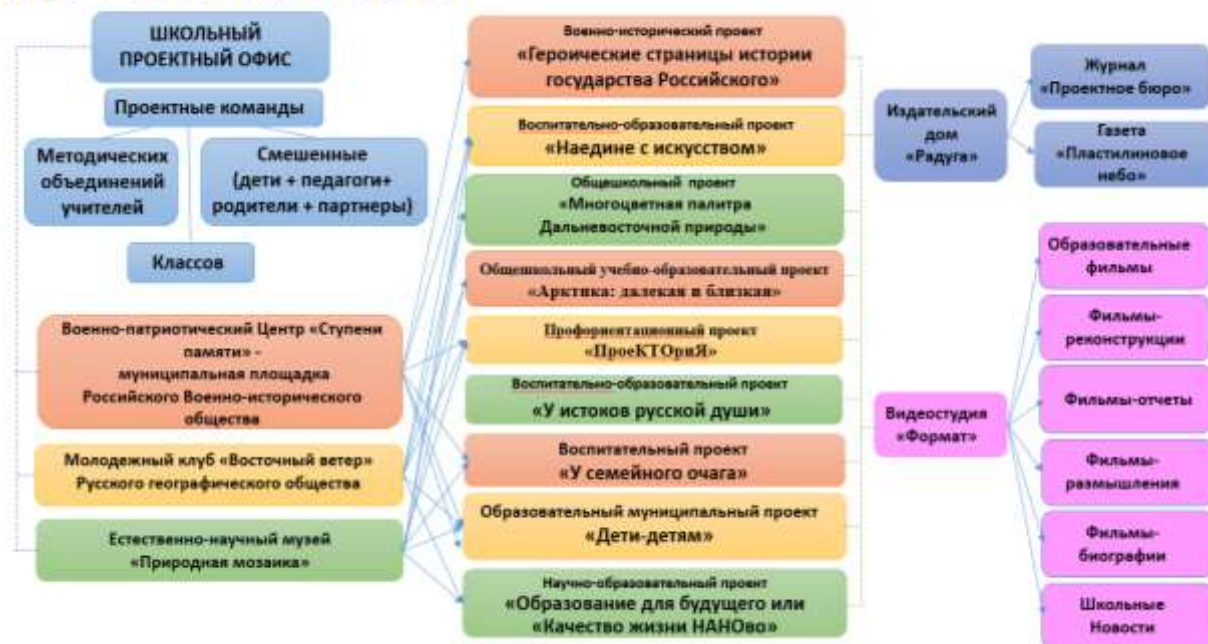 ШКОЛЬНЫЙ
ПРОЕКТНЫЙ ОФИС
Проектные команды
Методических
объединений
учителей
Смешенные
(дети + педагоги+
родители + партнеры)
Классов
Военно-патриотический Центр «Ступени
памяти» -
муниципальная площадка
Российского Военно-исторического
общества
Молодежный клуб «Восточный ветер»
Русского географического общества
Естественно-научный музей
«Природная мозаика»
Военно-исторический проект
«Героические страницы истории
государства Российского»
Воспитательно-образовательный проект
«Наедине с искусством»
Общешкольный проект
«Многоцветная палитра
Дальневосточной природы»
Общешкольный учебно-образовательный проект
«Арктика: далекая и близкая»
Профориентационный проект
«ПроеКТОриЯ»
Воспитательно-образовательный проект
«У истоков русской души»
Воспитательный проект
«У семейного очага»
Образовательный муниципальный проект
«Дети-детям»
Научно-образовательный проект
«Образование для будущего или
«Качество жизни НАНОво»
Издательский
дом
«Радуга»
Журнал
«Проектное бюро»
Газета
«Пластилиновое
небо»
Видеостудия
«Формат»
Образовательные
фильмы
Фильмы-
реконструкции
Фильмы-отчеты
Фильмы-
размышления
Фильмы-
биографии
Школьные
Новости